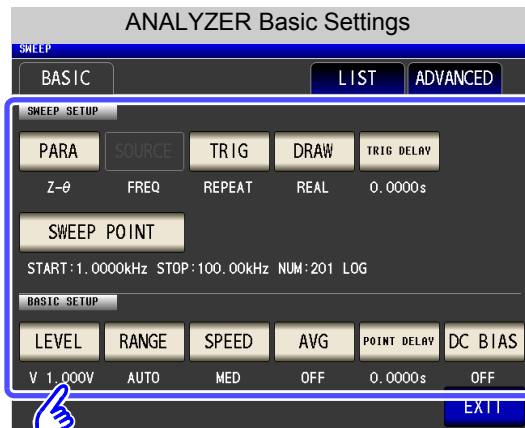 ANALYZER Basic Settings
SWEEP
BASIC LIST ADVANCED
SWEEP SETUP
PARA SOURCE TRIG DRAW TRIG DELAY
Z-θ FREQ REPEAT REAL 0.0000s
SWEEP POINT
START:1.0000kHz STOP:100.00kHz NUM:201 LOG
BASIC SETUP
LEVEL RANGE SPEED AVG POINT DELAY DC BIAS
V 1.000V AUTO MED OFF 0.0000s OFF
EXIT